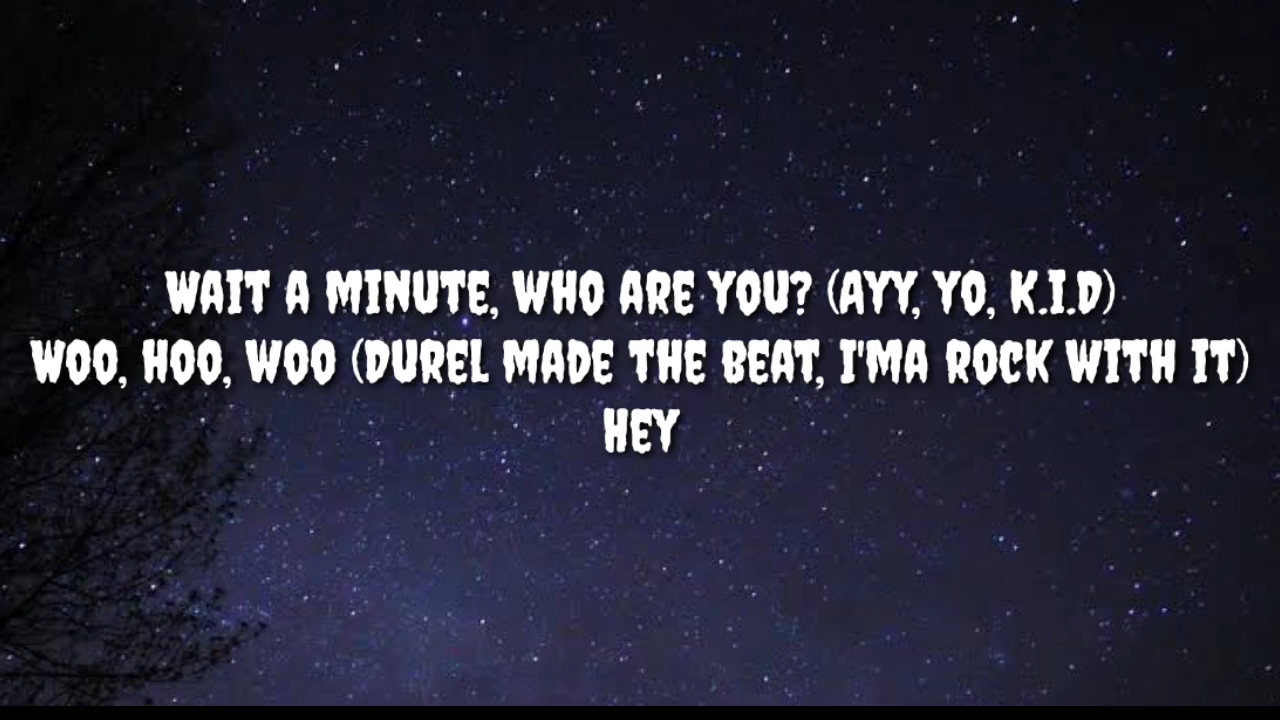 WAIT A MINUTE, WHO ARE YOU? (AYY, YO, K.I.D)
WOO, HOO, WOO (DUREL MADE THE BEAT, I'MA ROCK WITH IT)
HEY